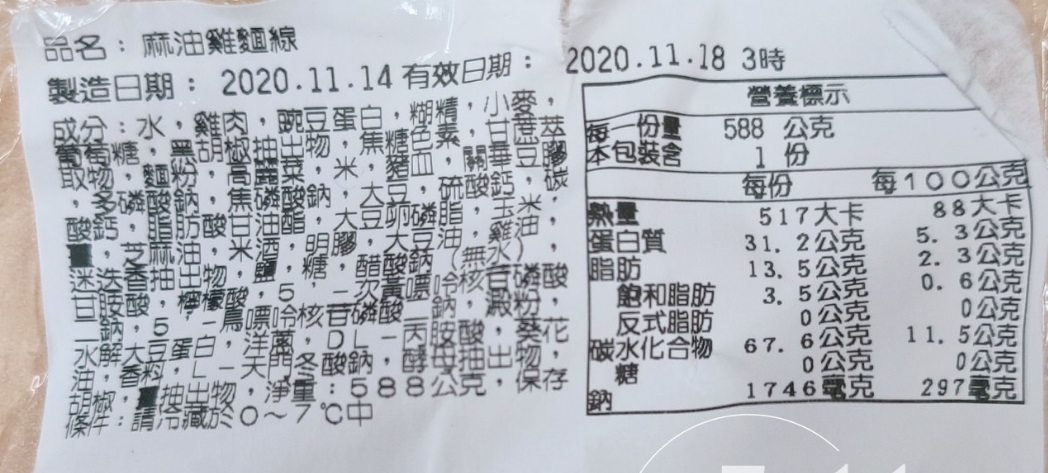 品名：麻油雞麵線
製造日期：2020.11.14 有效日期：2020.11.18 3時
成分：水，雞肉，豌豆蛋白，糊精，小麥，
葡萄糖，黑胡椒抽出物，焦糖色素，甘蔗萃
取物，麵粉，高麗菜，米，豬血，關華豆膠
，多磷酸鈉，焦磷酸鈉，大豆，硫酸鈣，碳
酸鈣，脂肪酸甘油酯，大豆卵磷脂，玉米，
薑，芝麻油，米酒，明膠，大豆油，雞油，
迷迭香抽出物，鹽，糖，醋酸鈉（無水）
甘胺酸，檸檬酸，5-次黃嘌呤核苷磷酸
二鈉，5-鳥嘌呤核苷磷酸鈉，澱粉，
水解大豆蛋白，洋蔥，DL-丙胺酸，葵花
油，香料，L-天門冬酸鈉，酵母抽出物，
胡椒，薑抽出物，淨重：588公克，保存
條件：請冷藏於0～7℃中
營養標示
每一份量 588 公克
本包裝含 1 份
每份 每100公克
熱量 517大卡 88大卡
蛋白質 31.2公克 5.3公克
脂肪 13.5公克 2.3公克
飽和脂肪 3.5公克 0.6公克
反式脂肪 0公克 0公克
碳水化合物 67.6公克 11.5公克
糖 0公克 0公克
鈉 1746毫克 297毫克